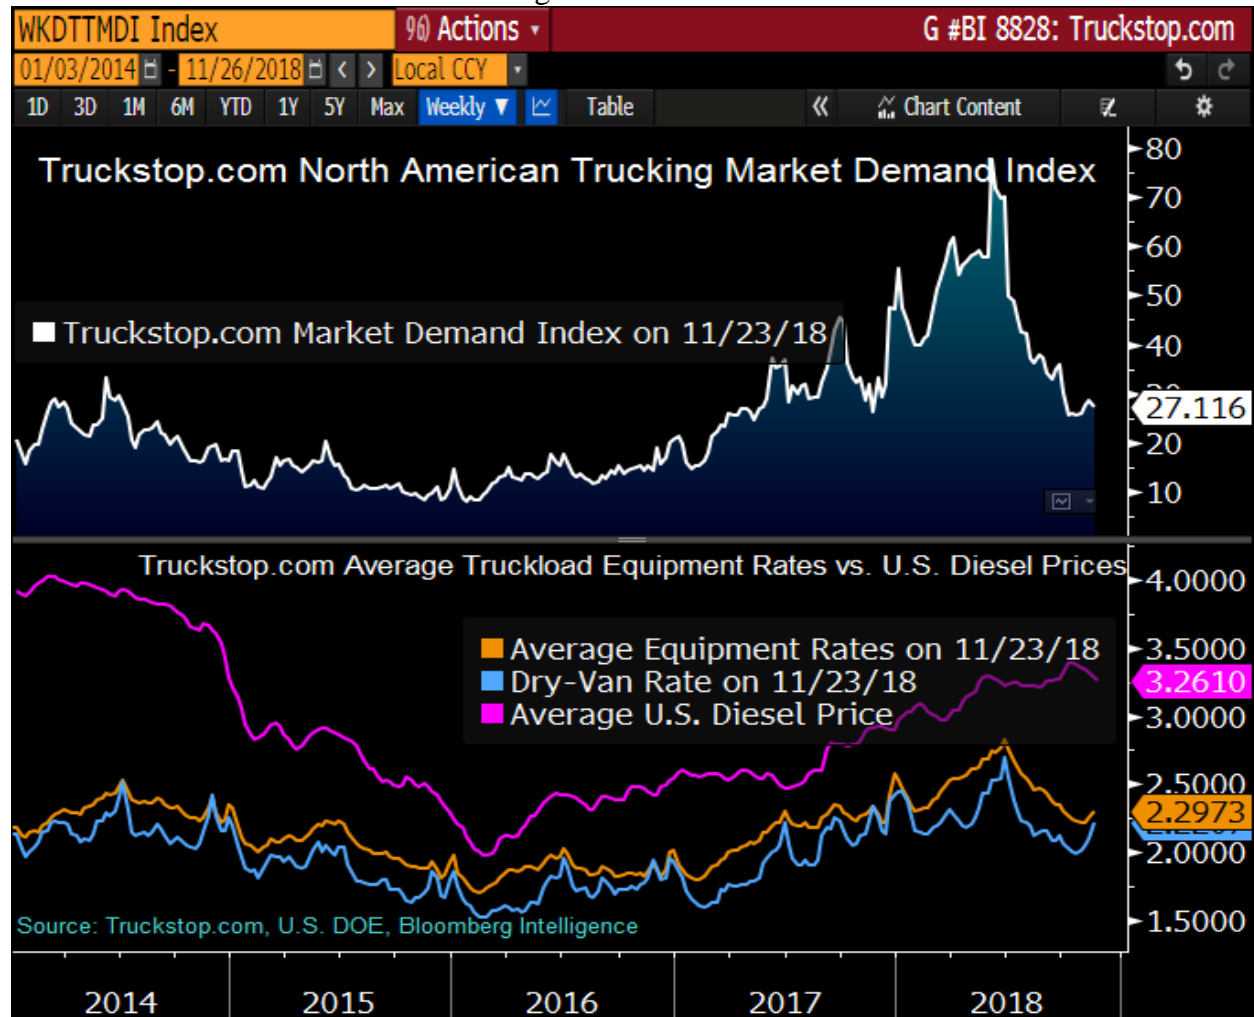 WKDTTMDI Index 96) Actions G #BI 8828: Truckstop.com
01/03/2014 - 11/26/2018 Local CCY
1D 3D 1M 6M YTD 1Y 5Y Max Weekly ▼ Table « Chart Content
Truckstop.com North American Trucking Market Demand Index
80
70
60
50
Truckstop.com Market Demand Index on 11/23/18
40
27.116
20
10
Truckstop.com Average Truckload Equipment Rates vs. U.S. Diesel Prices
4.0000
Average Equipment Rates on 11/23/18
3.5000
Dry-Van Rate on 11/23/18
3.2610
Average U.S. Diesel Price
3.0000
2.5000
2.2973
2.0000
Source: Truckstop.com, U.S. DOE, Bloomberg Intelligence
1.5000
2014 2015 2016 2017 2018